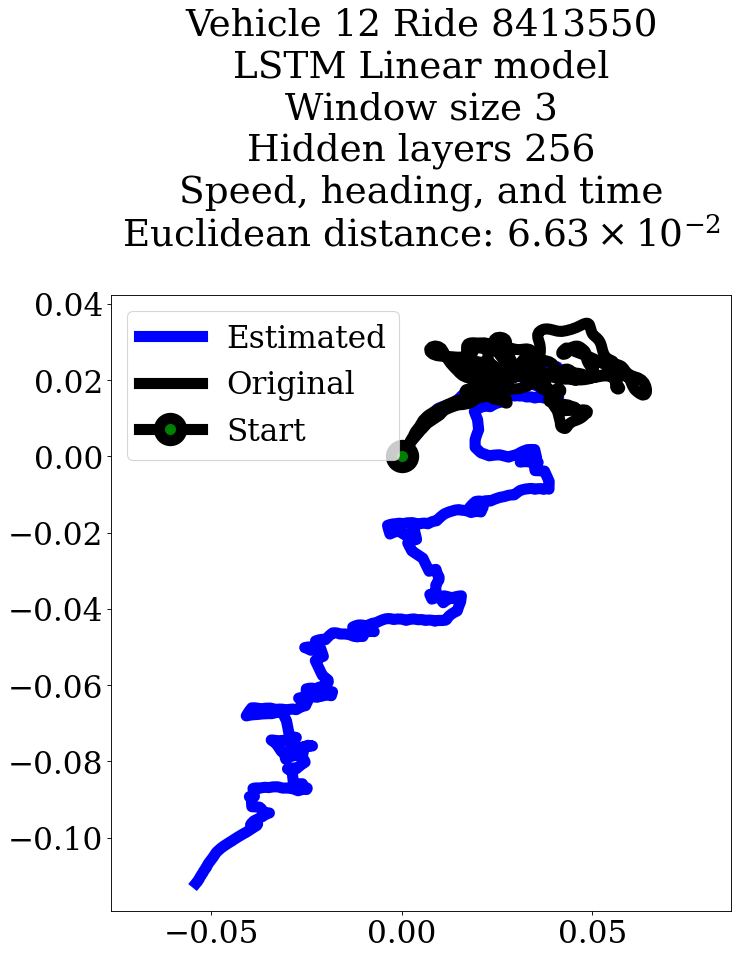 Vehicle 12 Ride 8413550
LSTM Linear model
Window size 3
Hidden layers 256
Speed, heading, and time
Euclidean distance: 6.63 × 10⁻²
Estimated
Original
Start
0.04
0.02
0.00
−0.02
−0.04
−0.06
−0.08
−0.10
−0.05
0.00
0.05